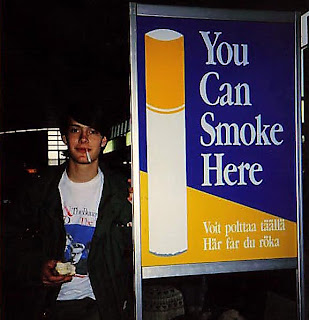 You
Can
Smoke
Here
Voit polttaa täällä
Här får du röka